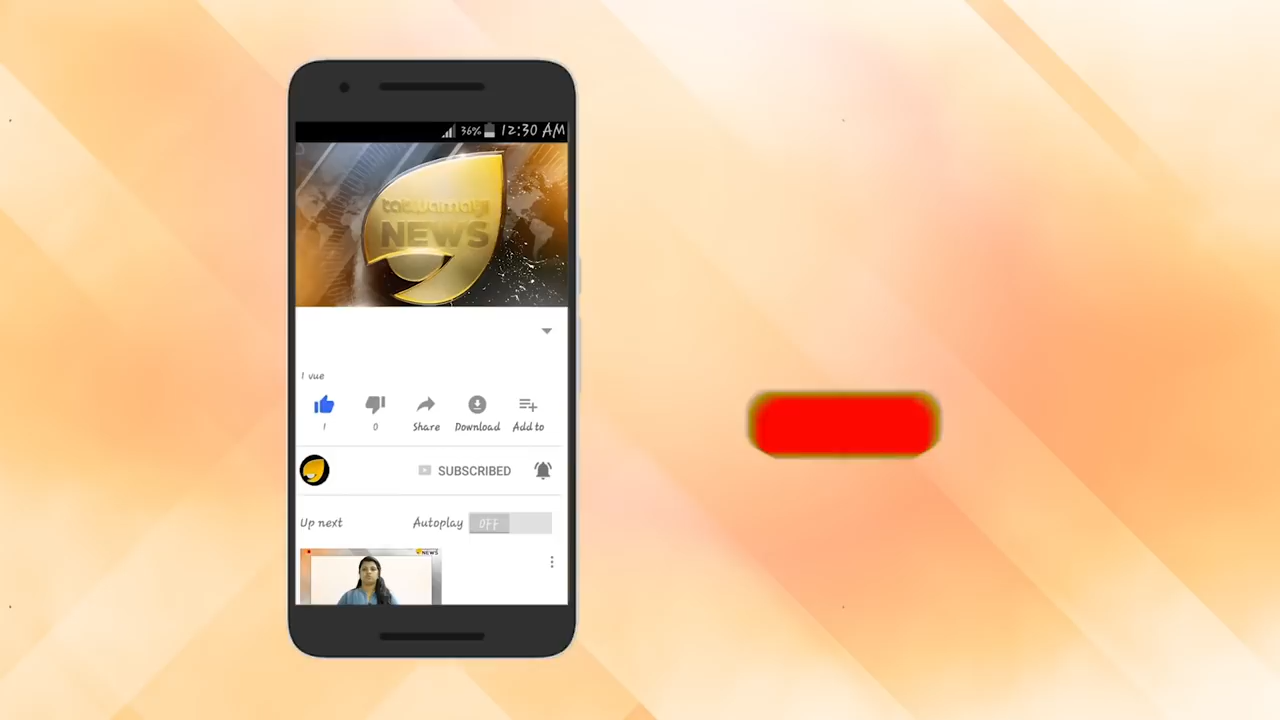 36% 12:30 AM
tatwamayi
NEWS
1 vue
1 0 Share Download Add to
SUBSCRIBED
Up next Autoplay OFF
NEWS